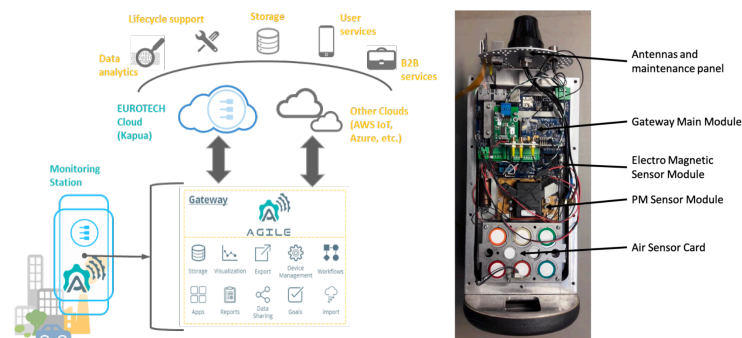 Lifecycle support
Storage
User
services
Data
analytics
B2B
services
EUROTECH
Cloud
(Kapua)
Other Clouds
(AWS IoT,
Azure, etc.)
Monitoring
Station
Gateway
AGILE
Storage
Visualization
Export
Device
Management
Workflows
Apps
Reports
Data
Sharing
Goals
Import
Antennas and
maintenance panel
Gateway Main Module
Electro Magnetic
Sensor Module
PM Sensor Module
Air Sensor Card